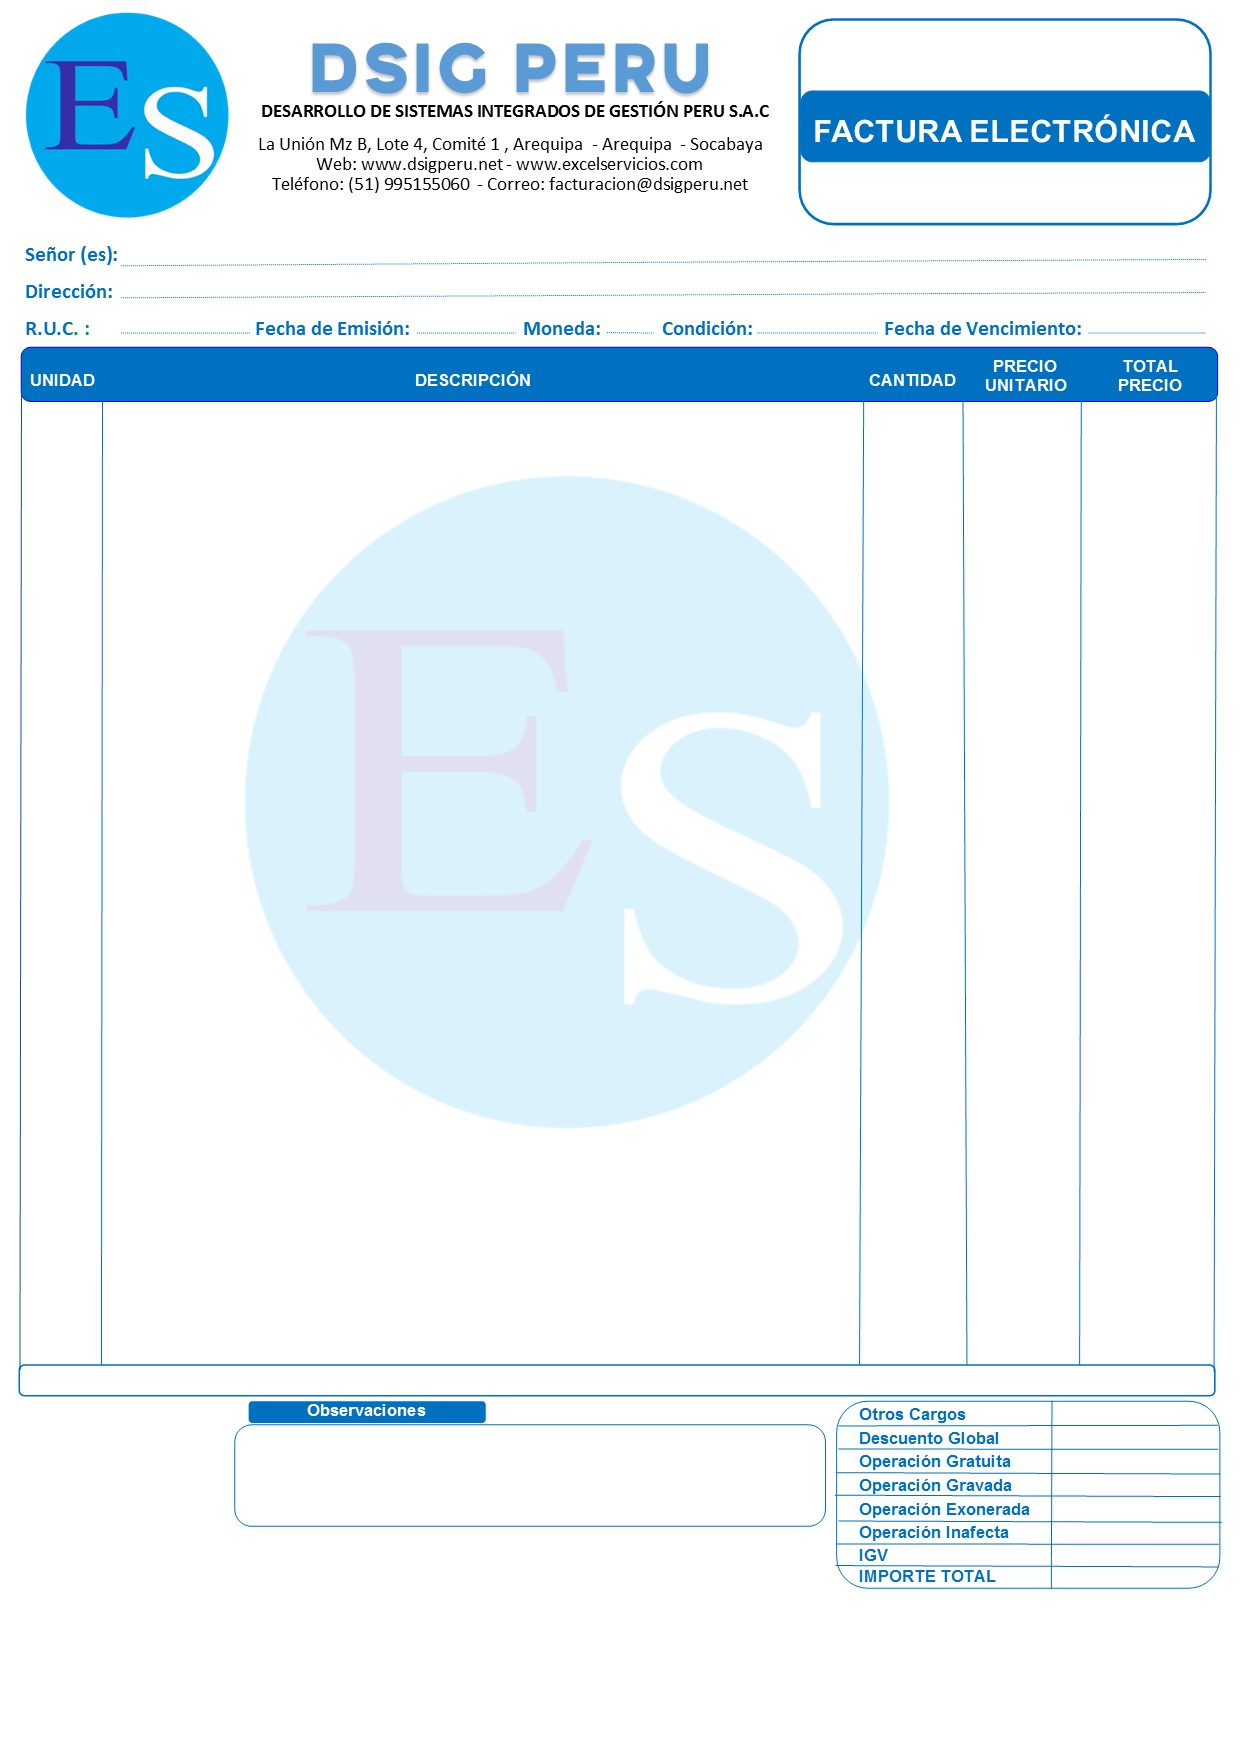 ES
DSIG PERU
DESARROLLO DE SISTEMAS INTEGRADOS DE GESTIÓN PERU S.A.C
La Unión Mz B, Lote 4, Comité 1 , Arequipa - Arequipa - Socabaya
Web: www.dsigperu.net - www.excelservicios.com
Teléfono: (51) 995155060 - Correo: facturacion@dsigperu.net
FACTURA ELECTRÓNICA
Señor (es):
Dirección:
R.U.C. : Fecha de Emisión: Moneda: Condición: Fecha de Vencimiento:
UNIDAD DESCRIPCIÓN CANTIDAD PRECIO UNITARIO TOTAL PRECIO
ES
Observaciones
Otros Cargos
Descuento Global
Operación Gratuita
Operación Gravada
Operación Exonerada
Operación Inafecta
IGV
IMPORTE TOTAL